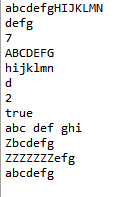 abcdefgHIJKLMN
defg
7
ABCDEFG
hijklmn
d
2
true
abc def ghi
Zbcdefg
ZZZZZZZefg
abcdefg